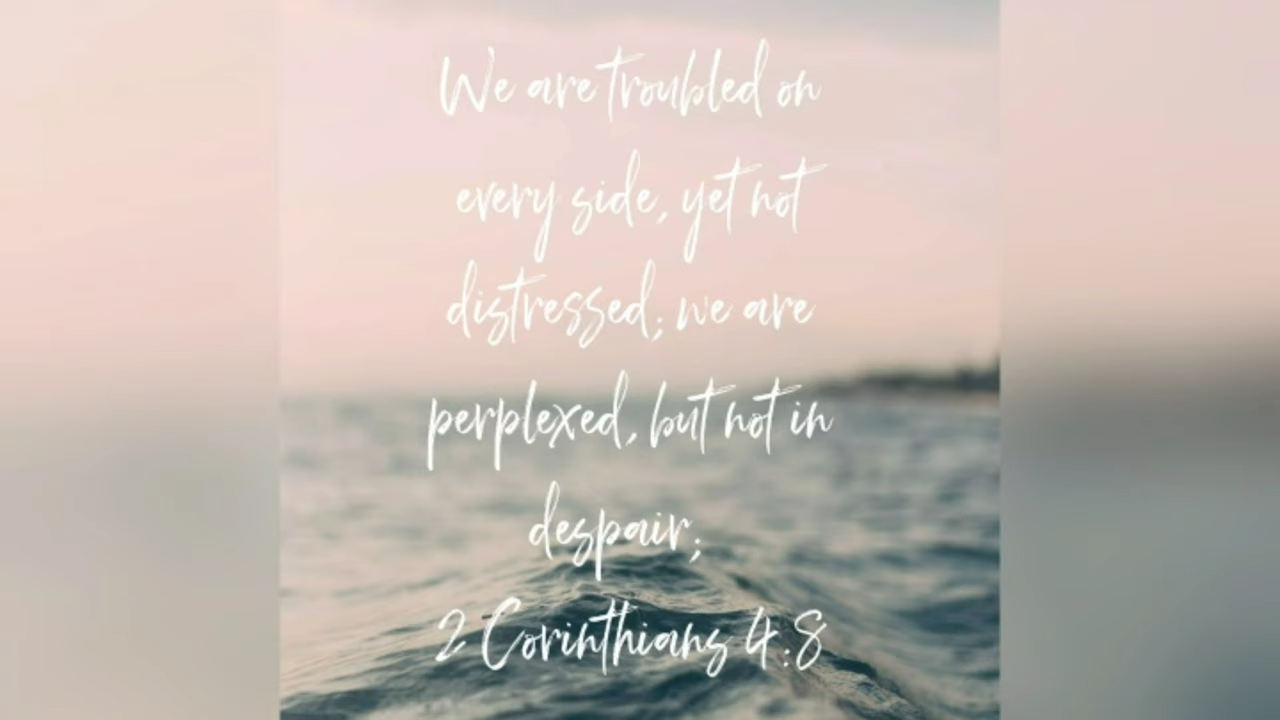 We are troubled on
every side, yet not
distressed; we are
perplexed, but not in
despair;
2 Corinthians 4:8